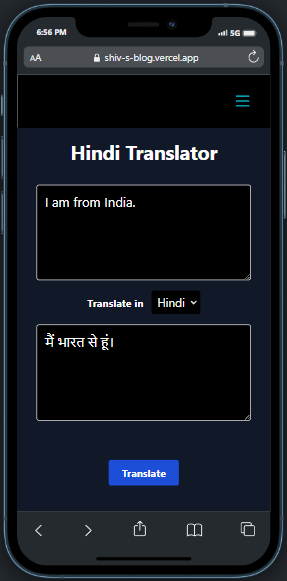 6:56 PM
5G
AA
shiv-s-blog.vercel.app
Hindi Translator
I am from India.
Translate in
Hindi
मैं भारत से हूं।
Translate